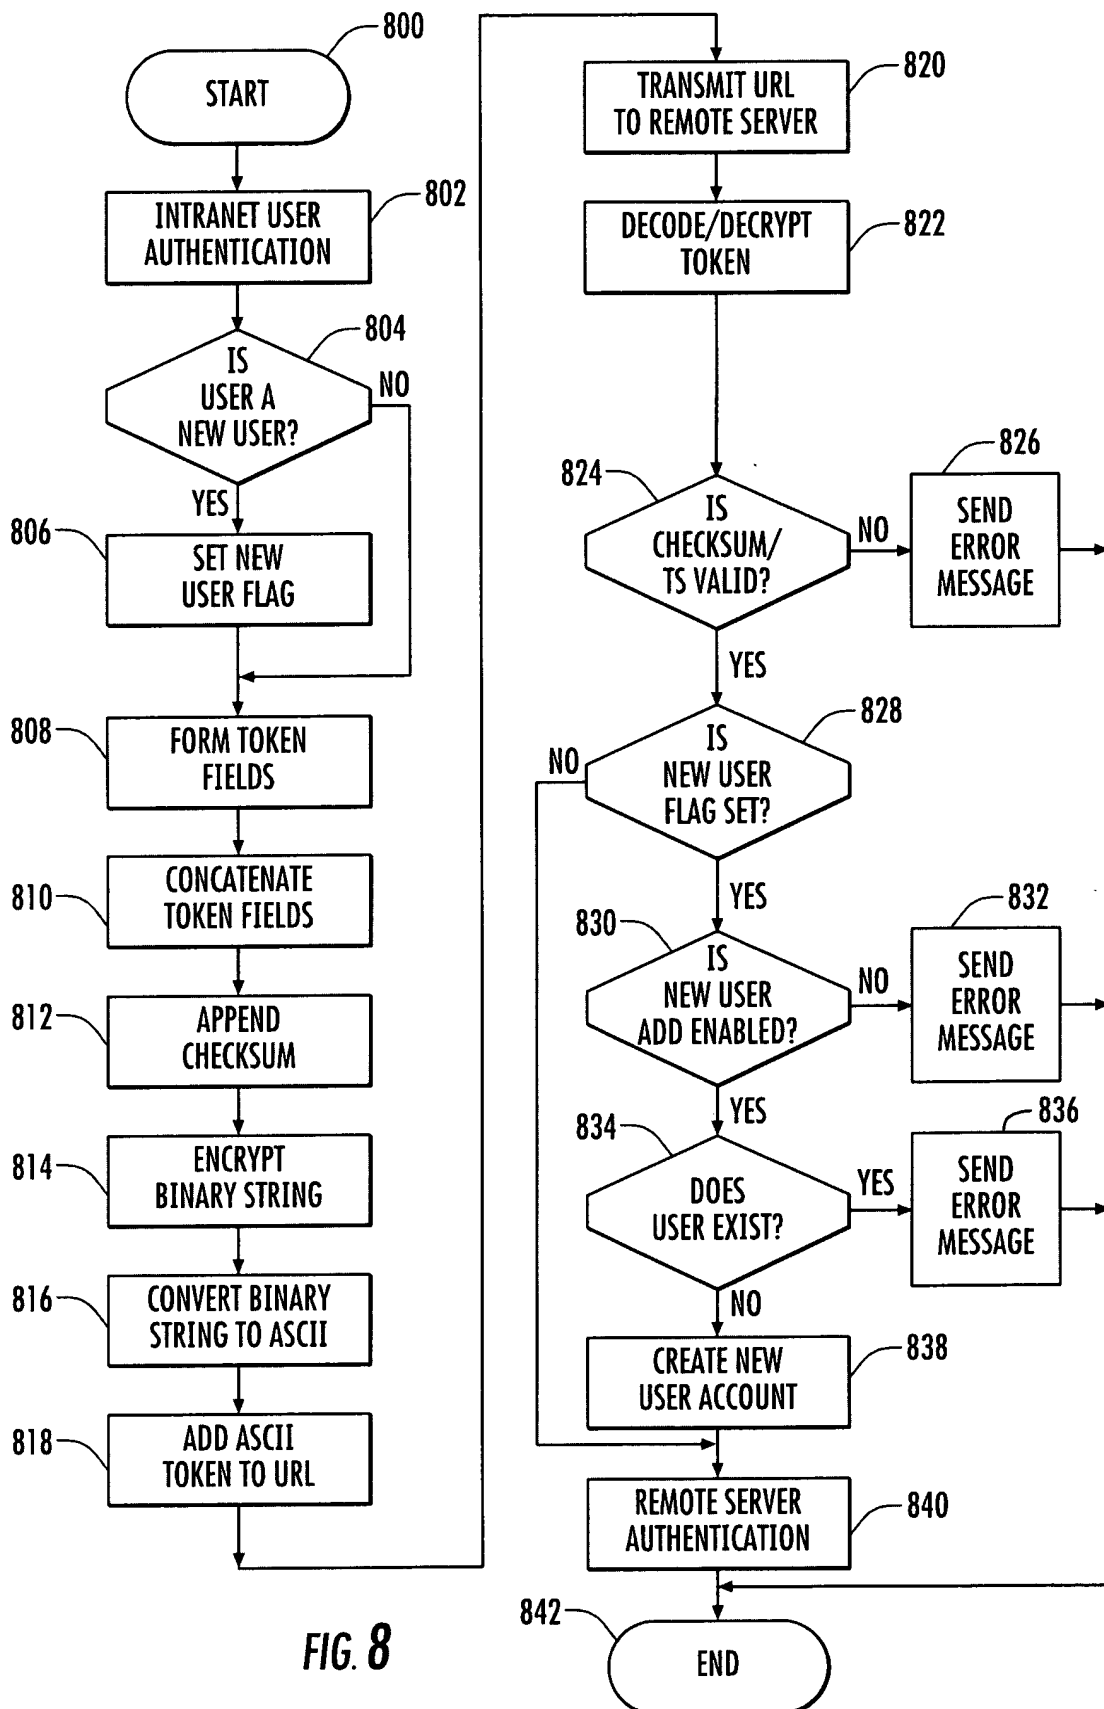 800
START
802
INTRANET USER
AUTHENTICATION
804
IS
USER A
NEW USER?
NO
YES
806
SET NEW
USER FLAG
808
FORM TOKEN
FIELDS
810
CONCATENATE
TOKEN FIELDS
812
APPEND
CHECKSUM
814
ENCRYPT
BINARY STRING
816
CONVERT BINARY
STRING TO ASCII
818
ADD ASCII
TOKEN TO URL
820
TRANSMIT URL
TO REMOTE SERVER
822
DECODE/DECRYPT
TOKEN
824
IS
CHECKSUM/
TS VALID?
NO
826
SEND
ERROR
MESSAGE
YES
828
IS
NEW USER
FLAG SET?
NO
YES
830
IS
NEW USER
ADD ENABLED?
NO
832
SEND
ERROR
MESSAGE
YES
834
DOES
USER EXIST?
YES
836
SEND
ERROR
MESSAGE
NO
838
CREATE NEW
USER ACCOUNT
840
REMOTE SERVER
AUTHENTICATION
842
END
FIG. 8